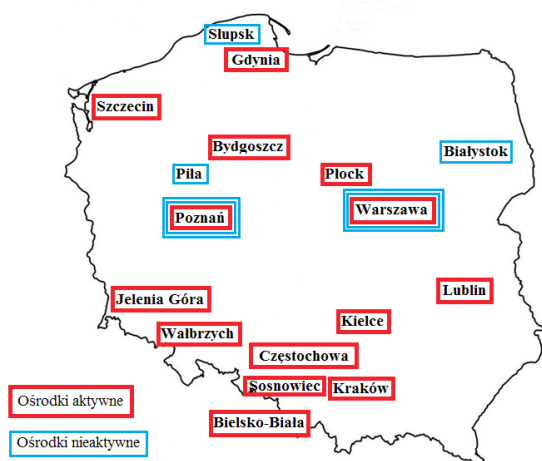 Słupsk
Gdynia
Szczecin
Bydgoszcz
Białystok
Piła
Płock
Poznań
Warszawa
Jelenia Góra
Lublin
Kielce
Wałbrzych
Częstochowa
Sosnowiec
Kraków
Ośrodki aktywne
Bielsko-Biała
Ośrodki nieaktywne